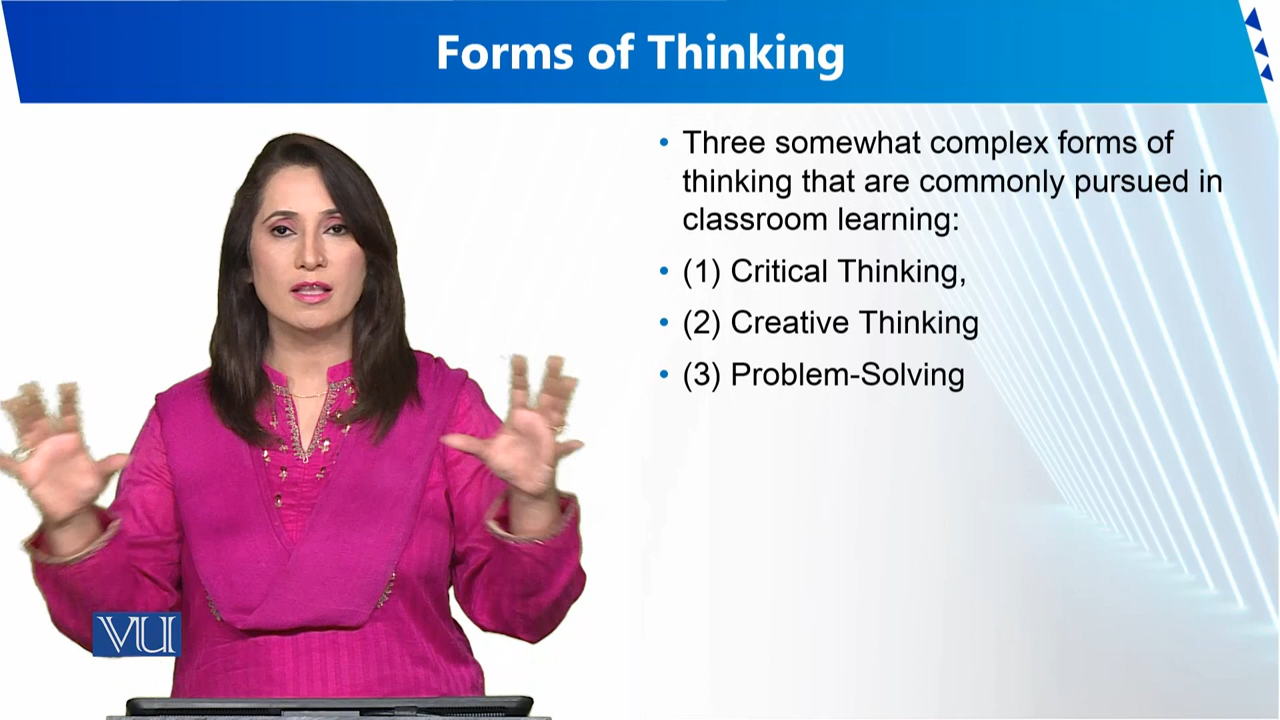 Forms of Thinking
• Three somewhat complex forms of
thinking that are commonly pursued in
classroom learning:
• (1) Critical Thinking,
• (2) Creative Thinking
• (3) Problem-Solving
VU